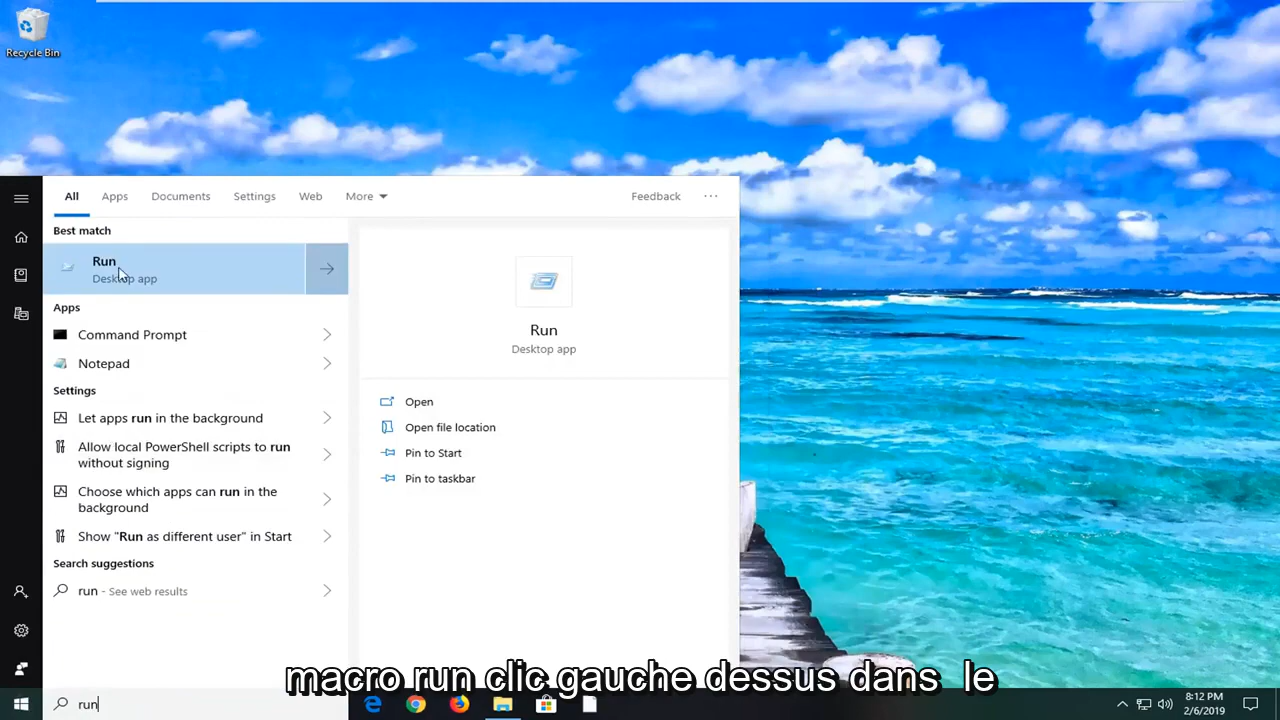 Recycle Bin
All
Apps
Documents
Settings
Web
More
Feedback
Best match
Run
Desktop app
Apps
Command Prompt
Notepad
Settings
Let apps run in the background
Allow local PowerShell scripts to run
without signing
Choose which apps can run in the
background
Show "Run as different user" in Start
Search suggestions
run - See web results
Run
Desktop app
Open
Open file location
Pin to Start
Pin to taskbar
macro run clic gauche dessus dans le
run
8:12 PM
2/6/2019